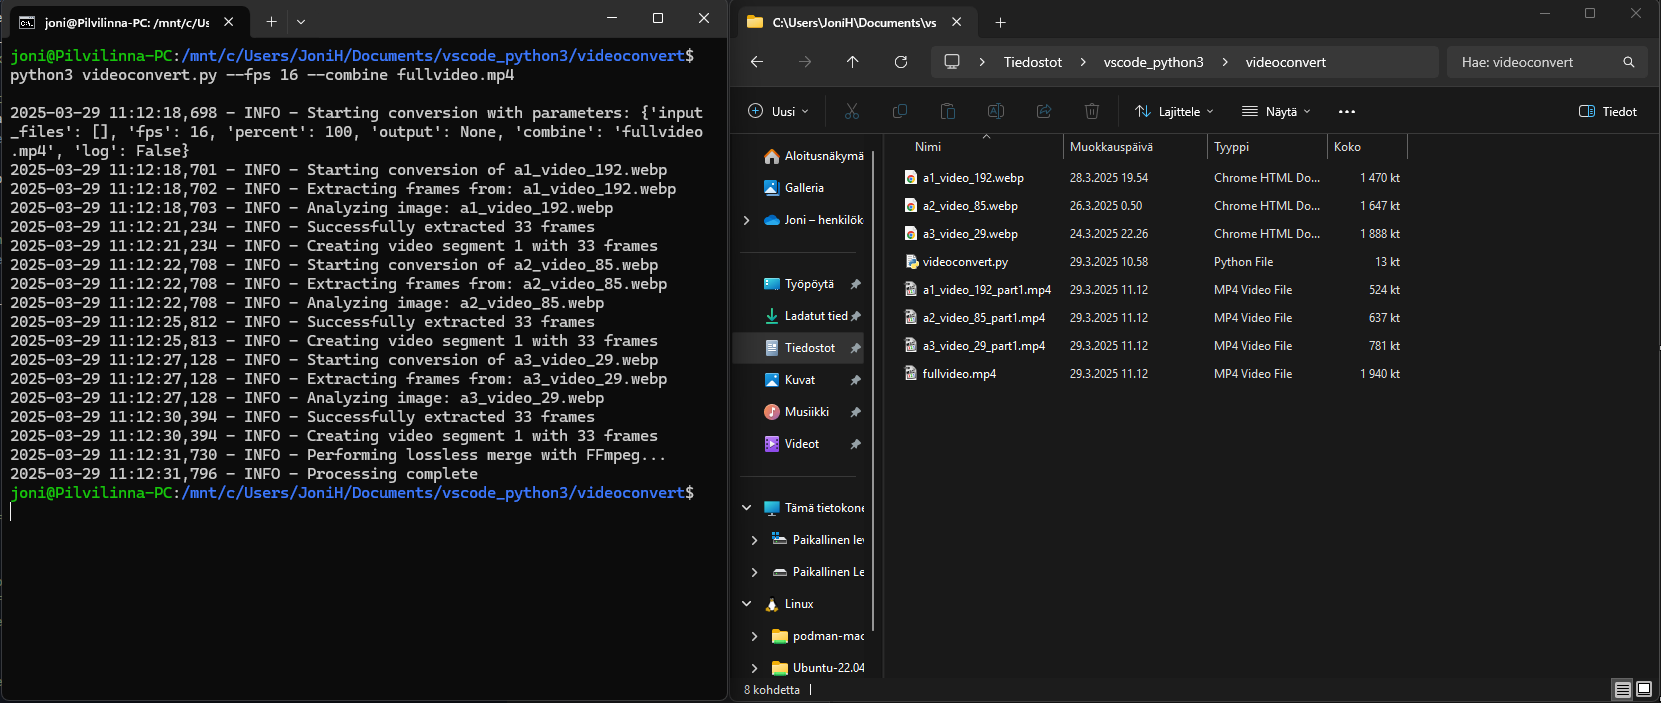 joni@Pilvilinna-PC: /mnt/c/Us
joni@Pilvilinna-PC:/mnt/c/Users/JoniH/Documents/vscode_python3/videoconvert$
python3 videoconvert.py --fps 16 --combine fullvideo.mp4
2025-03-29 11:12:18,698 - INFO - Starting conversion with parameters: {'input
_files': [], 'fps': 16, 'percent': 100, 'output': None, 'combine': 'fullvideo
.mp4', 'log': False}
2025-03-29 11:12:18,701 - INFO - Starting conversion of a1_video_192.webp
2025-03-29 11:12:18,702 - INFO - Extracting frames from: a1_video_192.webp
2025-03-29 11:12:18,703 - INFO - Analyzing image: a1_video_192.webp
2025-03-29 11:12:21,234 - INFO - Successfully extracted 33 frames
2025-03-29 11:12:21,234 - INFO - Creating video segment 1 with 33 frames
2025-03-29 11:12:22,708 - INFO - Starting conversion of a2_video_85.webp
2025-03-29 11:12:22,708 - INFO - Extracting frames from: a2_video_85.webp
2025-03-29 11:12:22,708 - INFO - Analyzing image: a2_video_85.webp
2025-03-29 11:12:25,812 - INFO - Successfully extracted 33 frames
2025-03-29 11:12:25,813 - INFO - Creating video segment 1 with 33 frames
2025-03-29 11:12:27,128 - INFO - Starting conversion of a3_video_29.webp
2025-03-29 11:12:27,128 - INFO - Extracting frames from: a3_video_29.webp
2025-03-29 11:12:27,128 - INFO - Analyzing image: a3_video_29.webp
2025-03-29 11:12:30,394 - INFO - Successfully extracted 33 frames
2025-03-29 11:12:30,394 - INFO - Creating video segment 1 with 33 frames
2025-03-29 11:12:31,730 - INFO - Performing lossless merge with FFmpeg...
2025-03-29 11:12:31,796 - INFO - Processing complete
joni@Pilvilinna-PC:/mnt/c/Users/JoniH/Documents/vscode_python3/videoconvert$
C:\Users\JoniH\Documents\vs
Tiedostot > vscode_python3 > videoconvert
Hae: videoconvert
Uusi
Lajittele
Näytä
Tiedot
Aloitusnäkymä
Galleria
Joni – henkilök
Työpöytä
Ladatut tied
Tiedostot
Kuvat
Musiikki
Videot
Tämä tietokone
Paikallinen lev
Paikallinen Le
Linux
podman-mac
Ubuntu-22.04
Nimi Muokkauspäivä Tyyppi Koko
a1_video_192.webp 28.3.2025 19.54 Chrome HTML Do... 1 470 kt
a2_video_85.webp 26.3.2025 0.50 Chrome HTML Do... 1 647 kt
a3_video_29.webp 24.3.2025 22.26 Chrome HTML Do... 1 888 kt
videoconvert.py 29.3.2025 10.58 Python File 13 kt
a1_video_192_part1.mp4 29.3.2025 11.12 MP4 Video File 524 kt
a2_video_85_part1.mp4 29.3.2025 11.12 MP4 Video File 637 kt
a3_video_29_part1.mp4 29.3.2025 11.12 MP4 Video File 781 kt
fullvideo.mp4 29.3.2025 11.12 MP4 Video File 1 940 kt
8 kohdetta